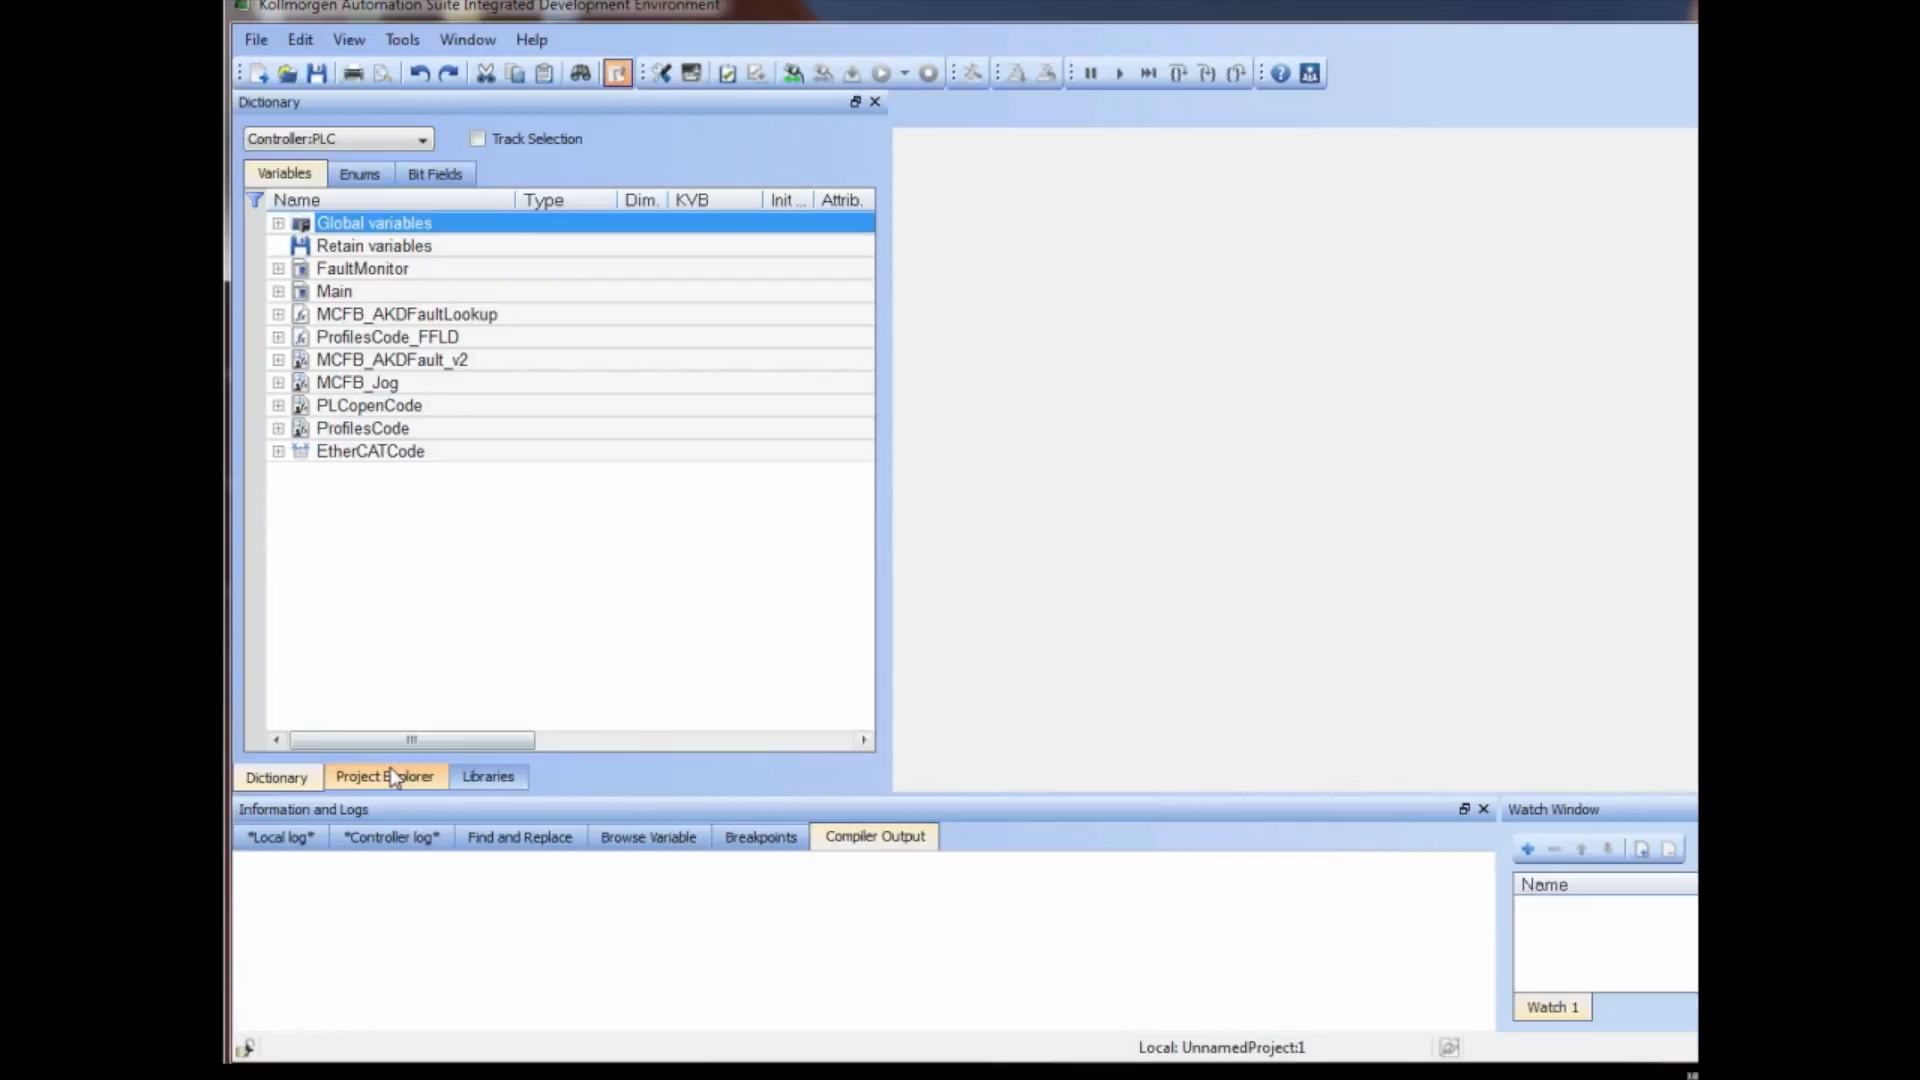 Kollmorgen Automation Suite Integrated Development Environment
File Edit View Tools Window Help
Dictionary
Controller:PLC Track Selection
Variables Enums Bit Fields
Name Type Dim. KVB Init ... Attrib.
Global variables
Retain variables
FaultMonitor
Main
MCFB_AKDFaultLookup
ProfilesCode_FFLD
MCFB_AKDFault_v2
MCFB_Jog
PLCopenCode
ProfilesCode
EtherCATCode
Dictionary Project Explorer Libraries
Information and Logs Watch Window
*Local log* *Controller log* Find and Replace Browse Variable Breakpoints Compiler Output
Name
Watch 1
Local: UnnamedProject:1